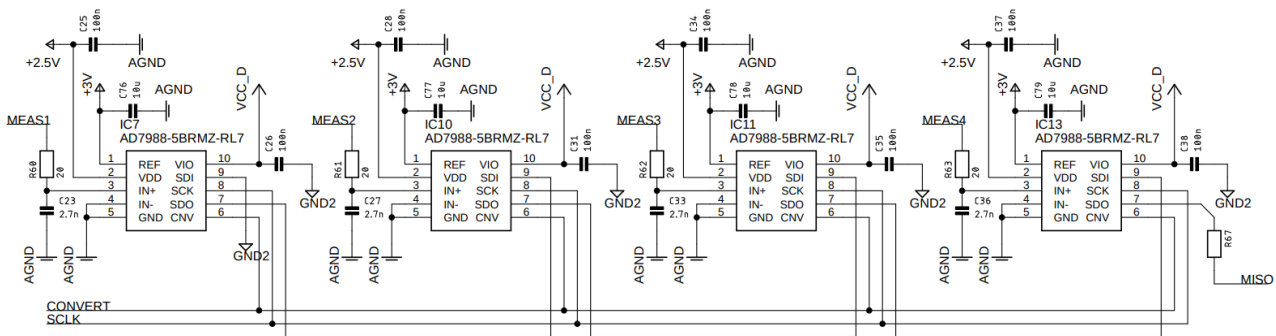 C25 100n
+2.5V
AGND
+3V
C76 10u
AGND
VCC_D
MEAS1
IC7
AD7988-5BRMZ-RL7
C26 100n
R60 20
1 REF VIO 10
2 VDD SDI 9
3 IN+ SCK 8
4 IN- SDO 7
5 GND CNV 6
C23 2.7n
GND2
AGND
AGND
GND2
C28 100n
+2.5V
AGND
+3V
C77 10u
AGND
VCC_D
MEAS2
IC10
AD7988-5BRMZ-RL7
C31 100n
R61 20
1 REF VIO 10
2 VDD SDI 9
3 IN+ SCK 8
4 IN- SDO 7
5 GND CNV 6
C27 2.7n
GND2
AGND
AGND
C34 100n
+2.5V
AGND
+3V
C78 10u
AGND
VCC_D
MEAS3
IC11
AD7988-5BRMZ-RL7
C35 100n
R62 20
1 REF VIO 10
2 VDD SDI 9
3 IN+ SCK 8
4 IN- SDO 7
5 GND CNV 6
C33 2.7n
GND2
AGND
AGND
C37 100n
+2.5V
AGND
+3V
C79 10u
AGND
VCC_D
MEAS4
IC13
AD7988-5BRMZ-RL7
C38 100n
R63 20
1 REF VIO 10
2 VDD SDI 9
3 IN+ SCK 8
4 IN- SDO 7
5 GND CNV 6
C36 2.7n
GND2
AGND
AGND
R67
MISO
CONVERT
SCLK